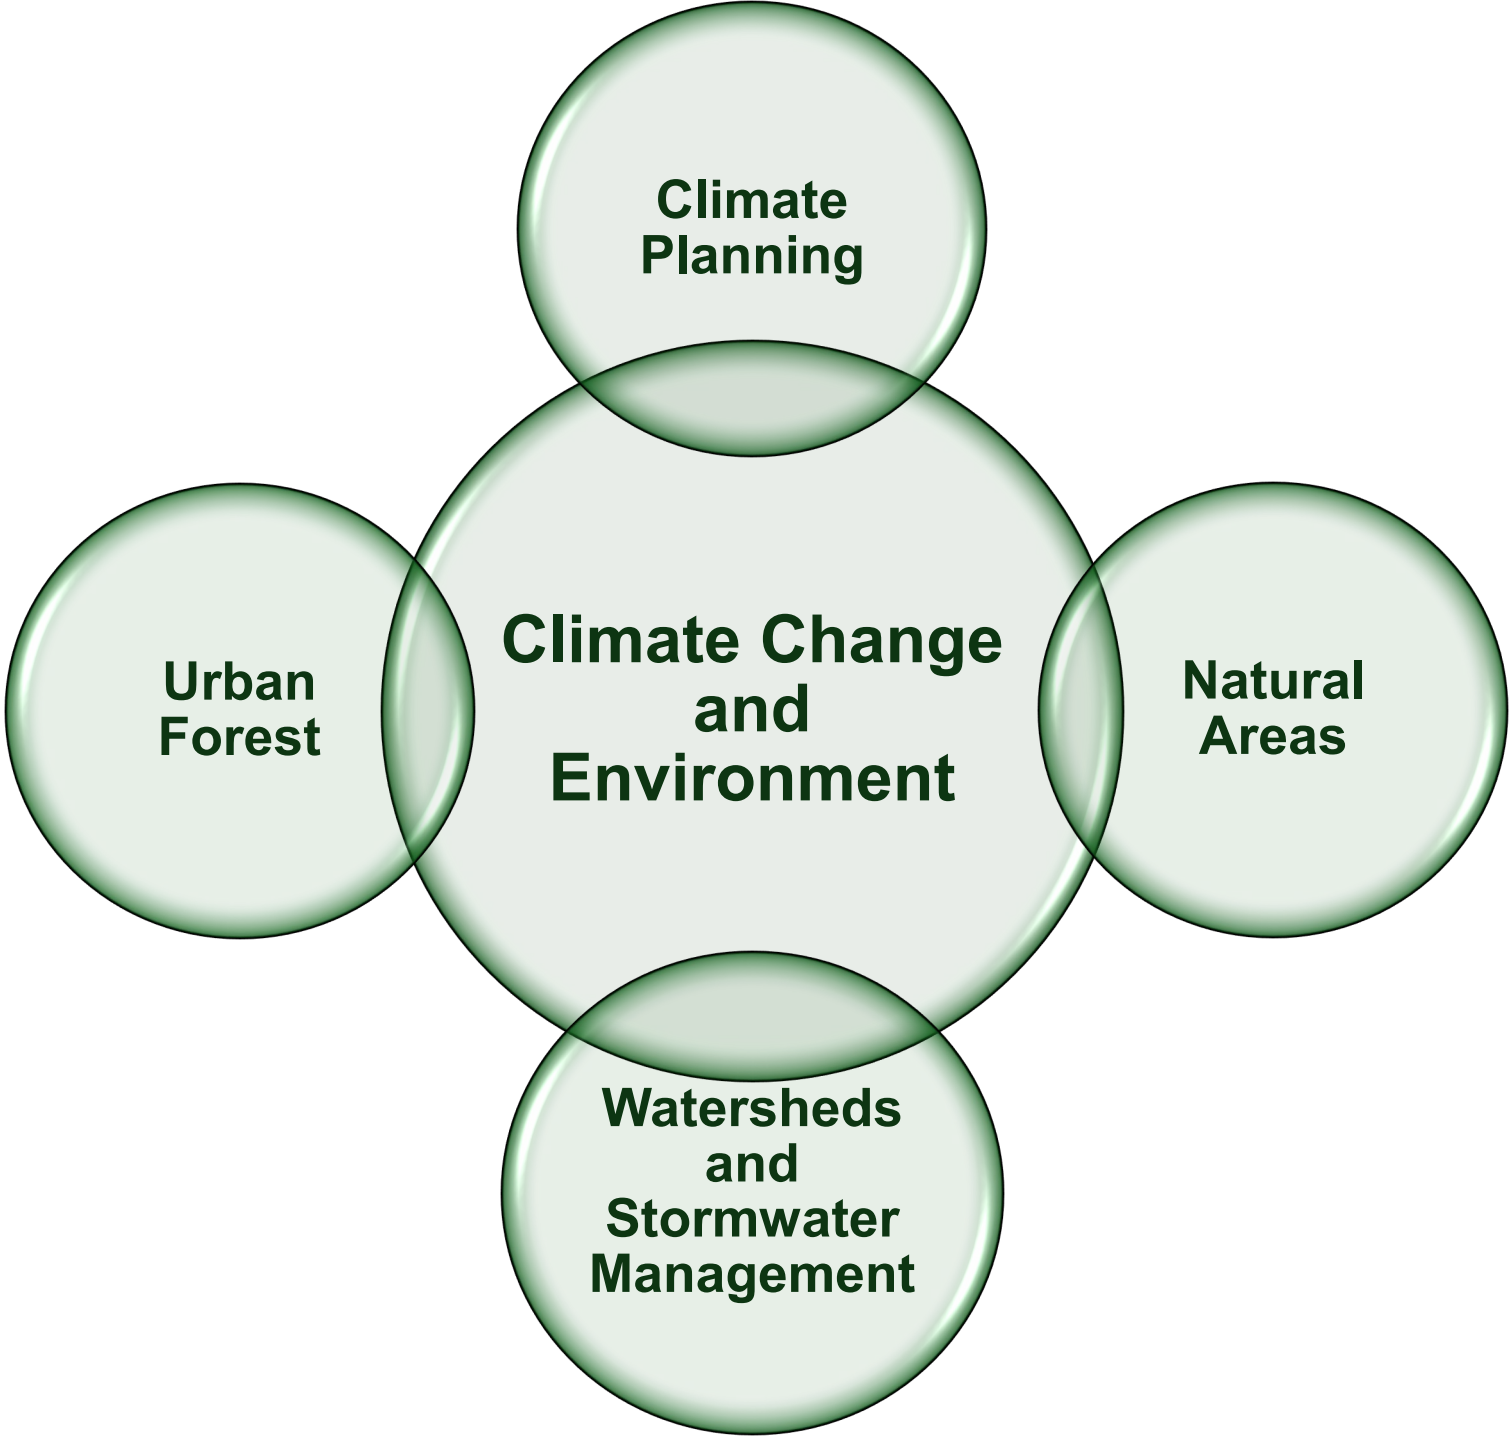 Climate
Planning
Urban
Forest
Climate Change
and
Environment
Natural
Areas
Watersheds
and
Stormwater
Management